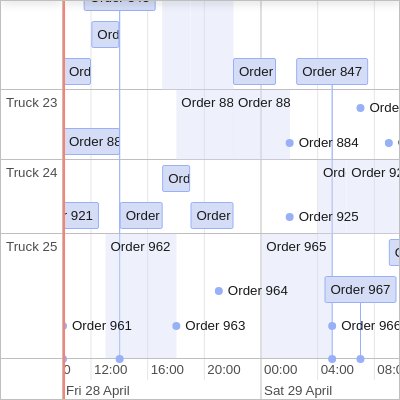 Ord
Ord
Order
Order 847
Truck 23
Order 88
Order 88
Orde
Order 88
Order 884
Truck 24
Ord
Ord
Order 92
921
Order
Order
Order 925
Truck 25
Order 962
Order 965
Order 964
Order 967
Order 961
Order 963
Order 966
12:00
16:00
20:00
00:00
04:00
08:0
Fri 28 April
Sat 29 April